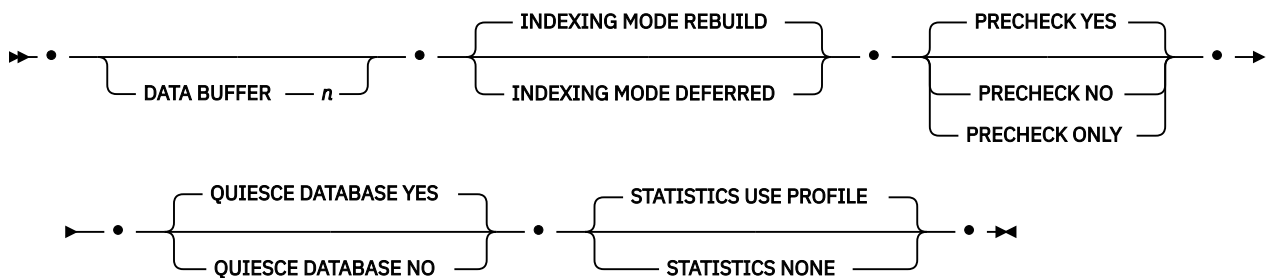 INDEXING MODE REBUILD
PRECHECK YES
DATA BUFFER n
INDEXING MODE DEFERRED
PRECHECK NO
PRECHECK ONLY
QUIESCE DATABASE YES
STATISTICS USE PROFILE
QUIESCE DATABASE NO
STATISTICS NONE